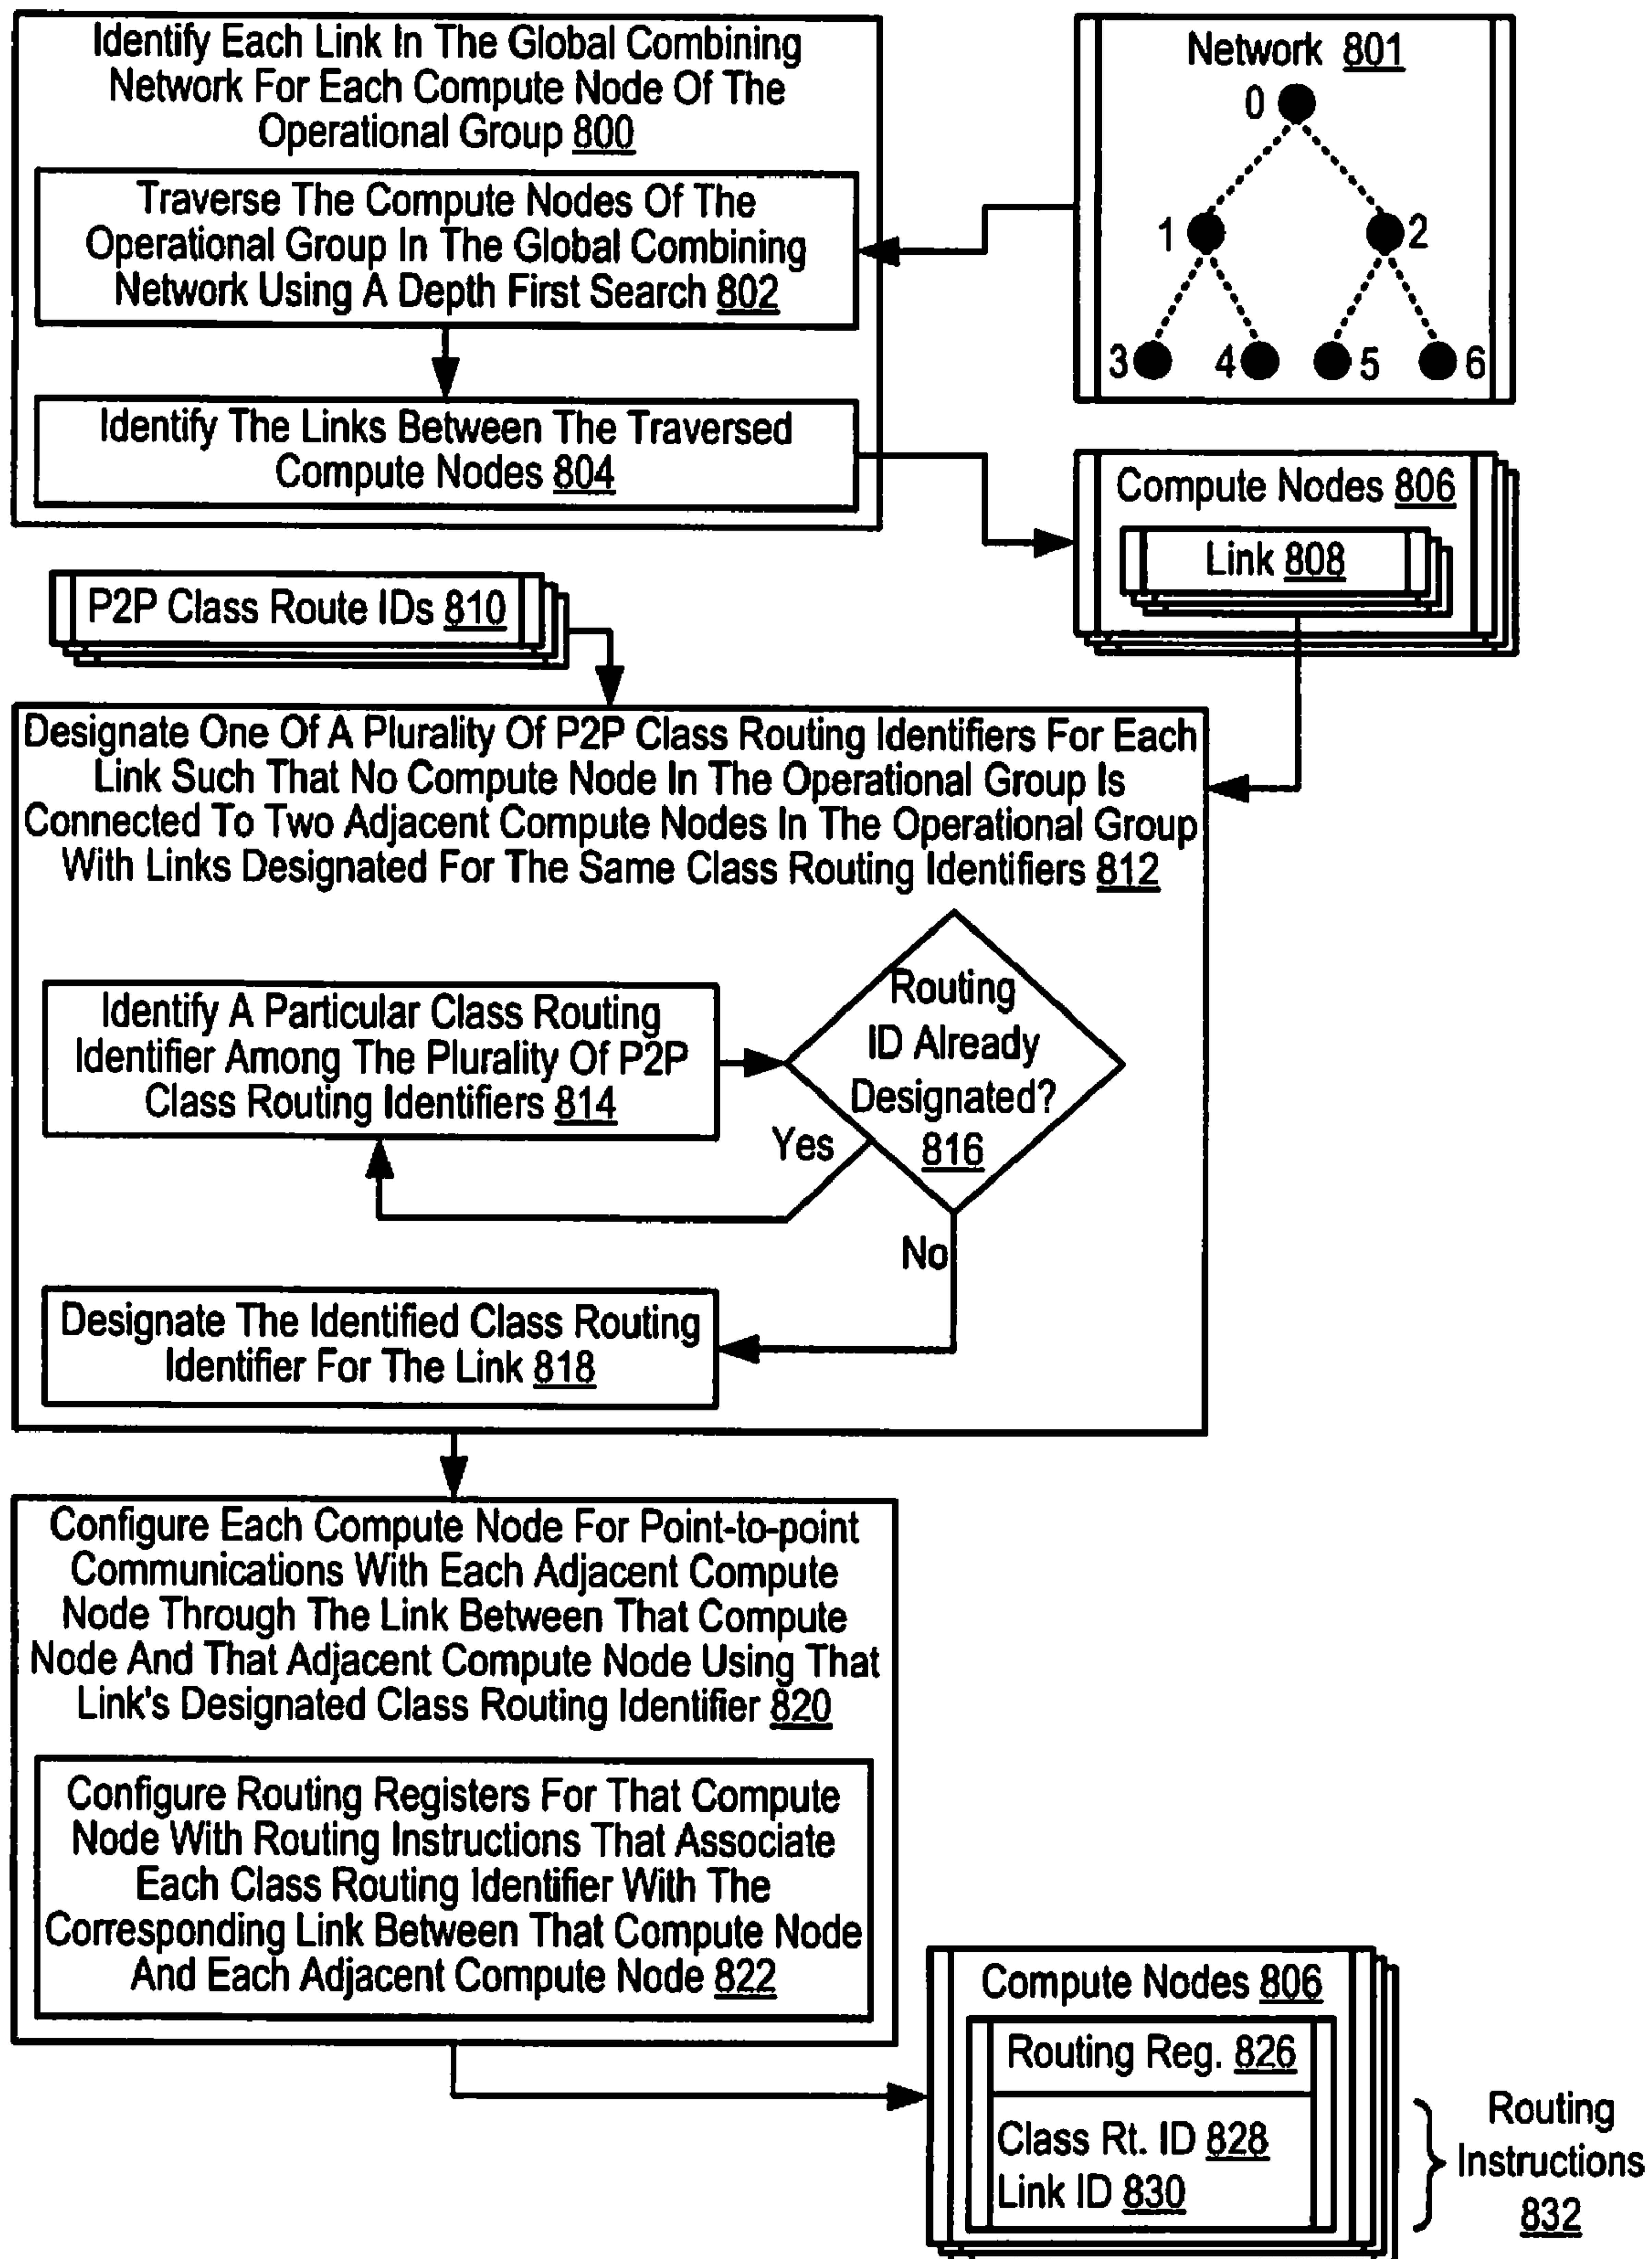 Identify Each Link In The Global Combining
Network For Each Compute Node Of The
Operational Group 800
Traverse The Compute Nodes Of The
Operational Group In The Global Combining
Network Using A Depth First Search 802
Identify The Links Between The Traversed
Compute Nodes 804
Network 801
0
1
2
3
4
5
6
Compute Nodes 806
Link 808
P2P Class Route IDs 810
Designate One Of A Plurality Of P2P Class Routing Identifiers For Each
Link Such That No Compute Node In The Operational Group Is
Connected To Two Adjacent Compute Nodes In The Operational Group
With Links Designated For The Same Class Routing Identifiers 812
Identify A Particular Class Routing
Identifier Among The Plurality Of P2P
Class Routing Identifiers 814
Routing
ID Already
Designated?
816
Yes
No
Designate The Identified Class Routing
Identifier For The Link 818
Configure Each Compute Node For Point-to-point
Communications With Each Adjacent Compute
Node Through The Link Between That Compute
Node And That Adjacent Compute Node Using That
Link's Designated Class Routing Identifier 820
Configure Routing Registers For That Compute
Node With Routing Instructions That Associate
Each Class Routing Identifier With The
Corresponding Link Between That Compute Node
And Each Adjacent Compute Node 822
Compute Nodes 806
Routing Reg. 826
Class Rt. ID 828
Link ID 830
Routing
Instructions
832